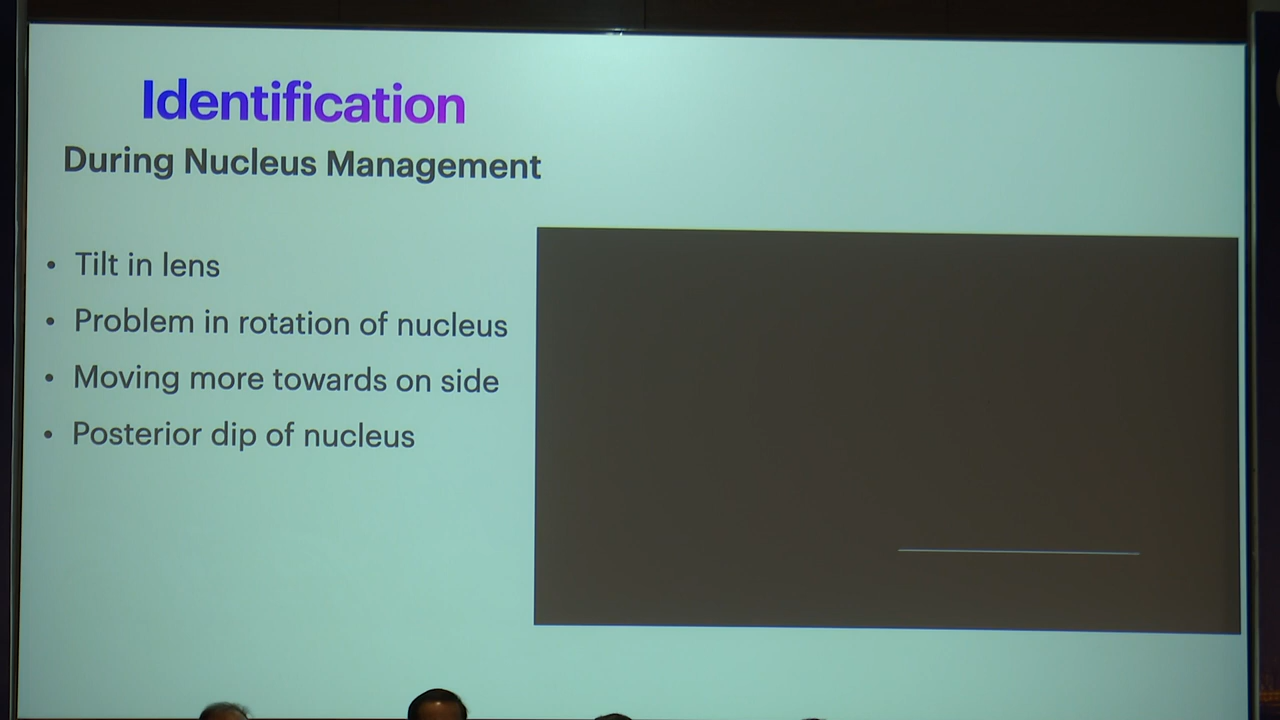 Identification
During Nucleus Management
• Tilt in lens
• Problem in rotation of nucleus
• Moving more towards on side
• Posterior dip of nucleus